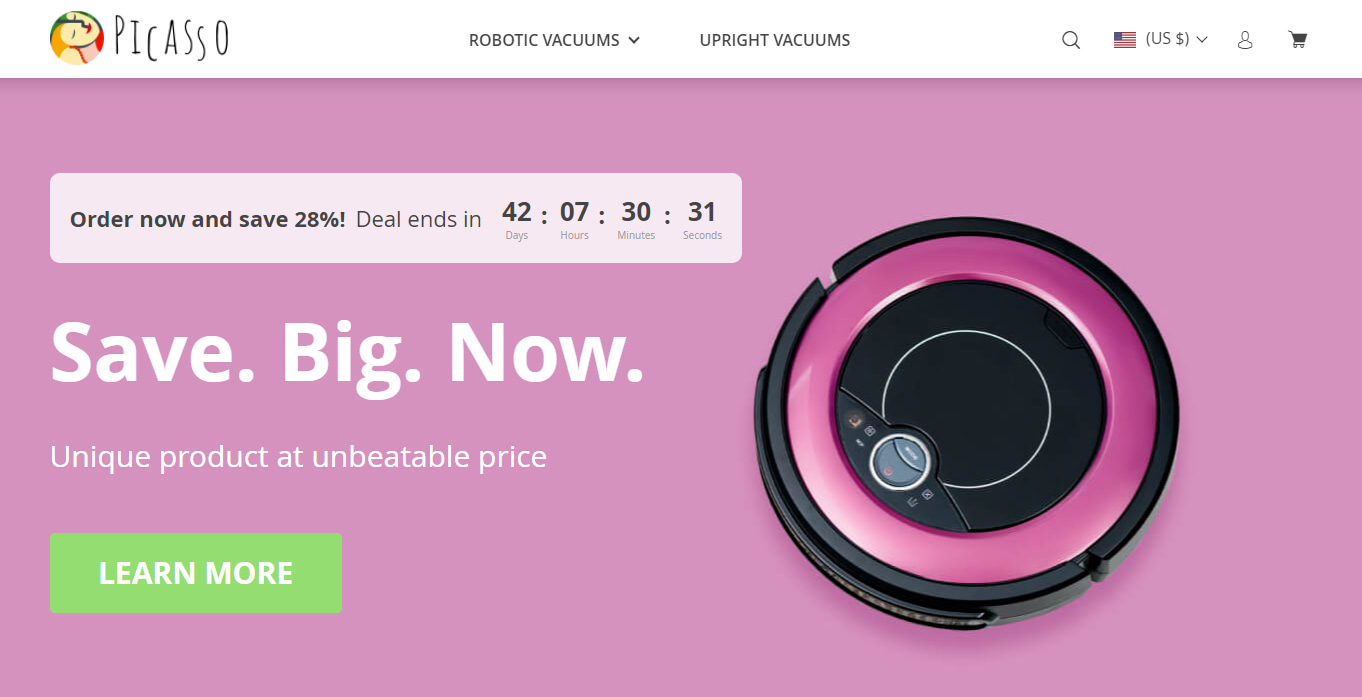 PICASSO
ROBOTIC VACUUMS
UPRIGHT VACUUMS
(US $)
Order now and save 28%! Deal ends in
42 : 07 : 30 : 31
Days Hours Minutes Seconds
Save. Big. Now.
Unique product at unbeatable price
LEARN MORE